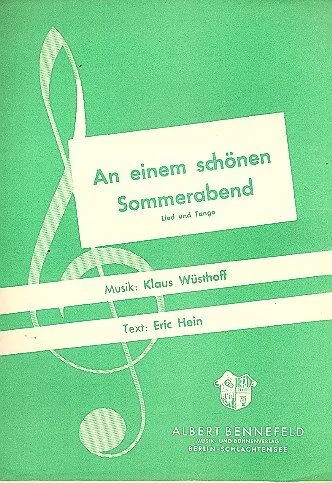 An einem schönen
Sommerabend
Lied und Tango
Musik: Klaus Wüsthoff
Text: Eric Hein
ALBERT BENNEFELD
MUSIK- UND BÜHNENVERLAG
BERLIN-SCHLACHTENSEE